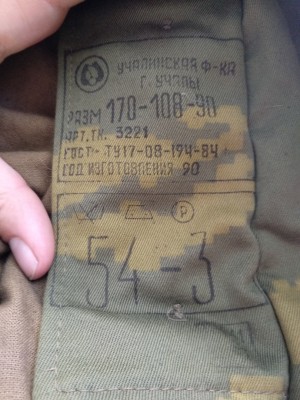 УЧАЛИНСКАЯ Ф-КА
Г. УЧАЛЫ
РАЗМ 170-108-90
АРТ.ТК. 3221
ГОСТ- ТУ17-08-194-84
ГОД ИЗГОТОВЛЕНИЯ 90
Р
54-3